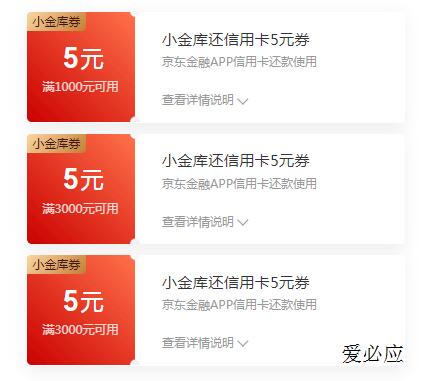 小金库券
5元
满1000元可用
小金库还信用卡5元券
京东金融APP信用卡还款使用
查看详情说明
小金库券
5元
满3000元可用
小金库还信用卡5元券
京东金融APP信用卡还款使用
查看详情说明
小金库券
5元
满3000元可用
小金库还信用卡5元券
京东金融APP信用卡还款使用
查看详情说明
爱必应